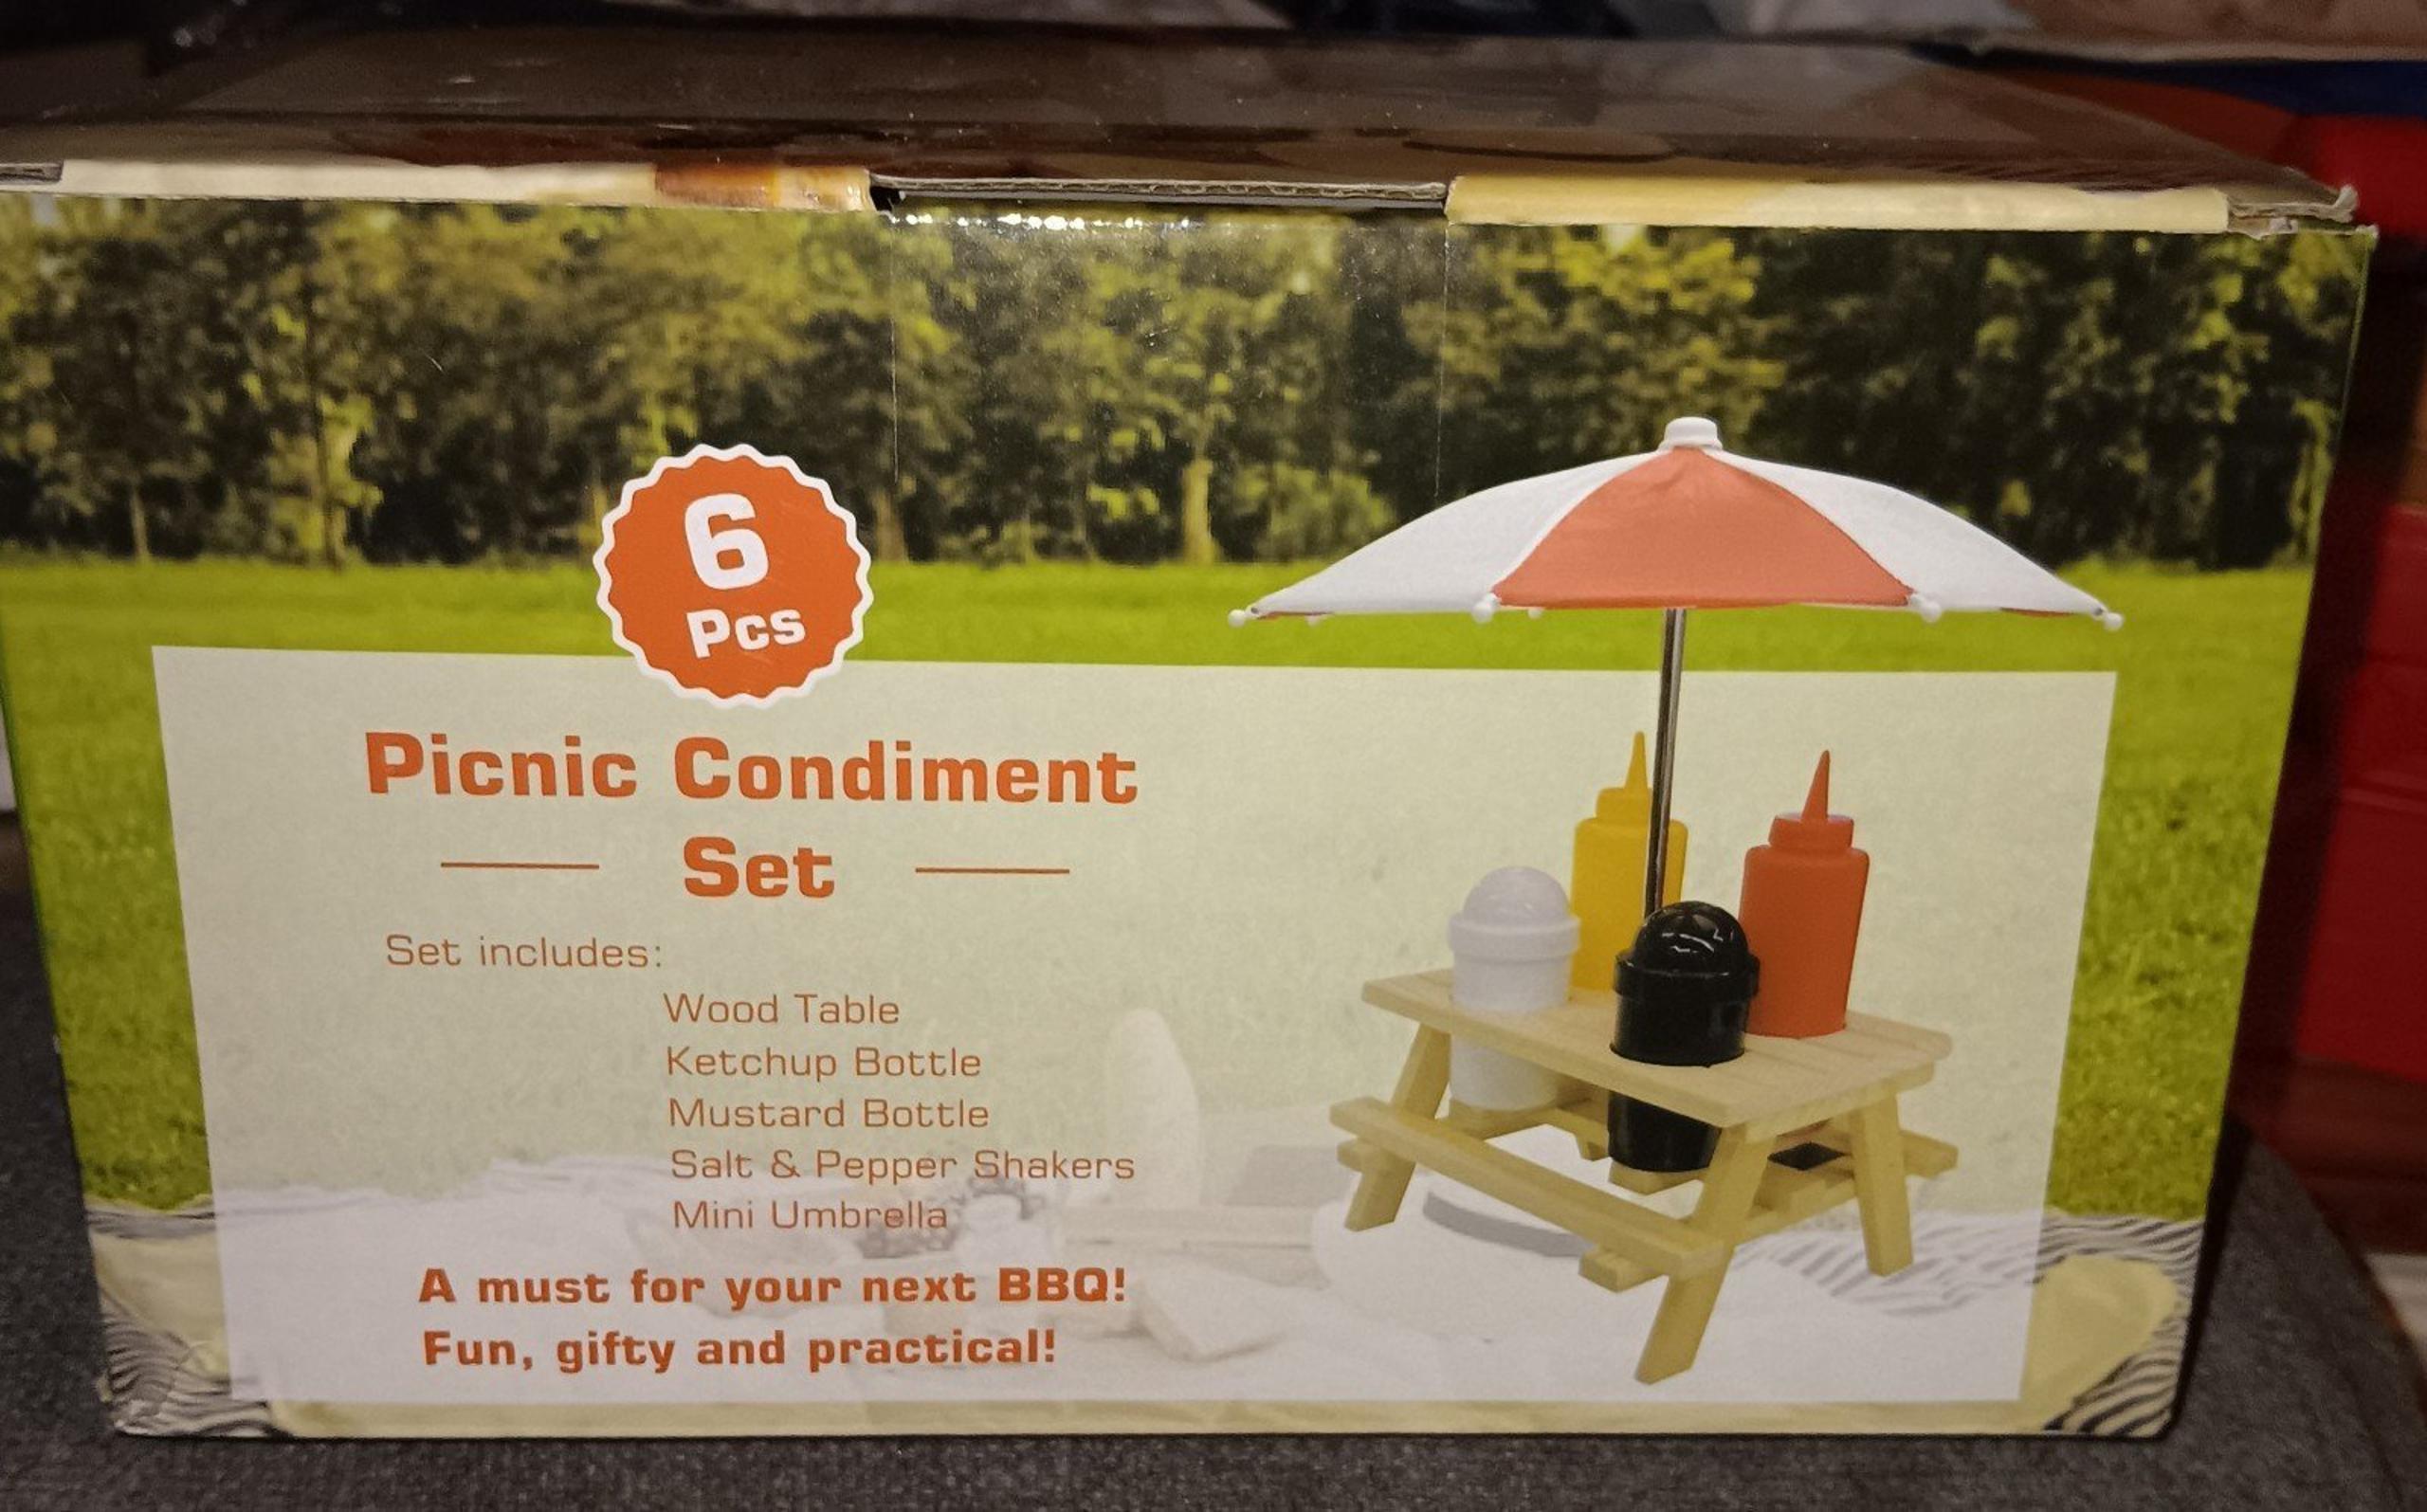 6
Pcs
Picnic Condiment
Set
Set includes:
Wood Table
Ketchup Bottle
Mustard Bottle
Salt & Pepper Shakers
Mini Umbrella
A must for your next BBQ!
Fun, gifty and practical!